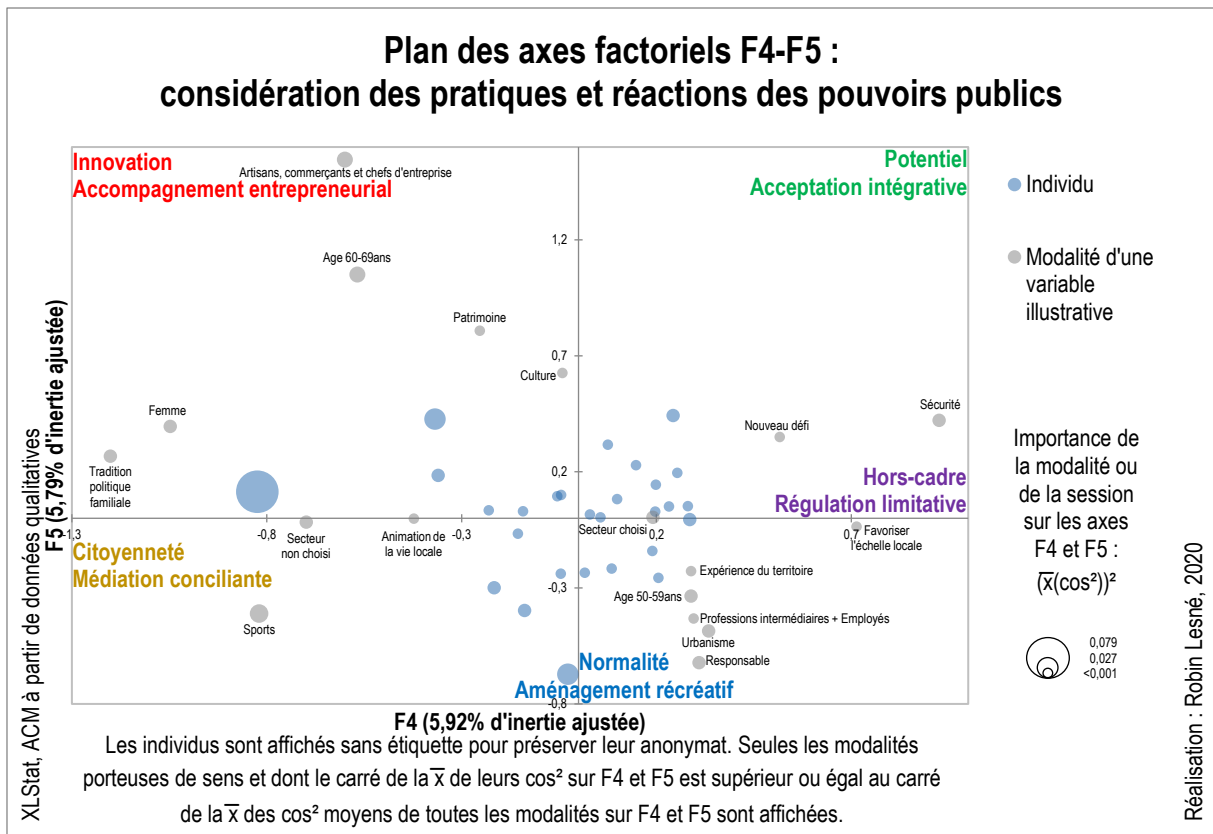 Plan des axes factoriels F4-F5 :
considération des pratiques et réactions des pouvoirs publics
Innovation
Accompagnement entrepreneurial
Artisans, commerçants et chefs d'entreprise
Potentiel
Acceptation intégrative
Individu
Modalité d'une
variable
illustrative
1,2
Age 60-69ans
Patrimoine
0,7
Culture
Femme
Nouveau défi
Sécurité
Tradition
politique
familiale
0,2
Hors-cadre
Régulation limitative
Importance de
la modalité ou
de la session
sur les axes
F4 et F5 :
(x̅(cos²))²
0,079
0,027
<0,001
-1,3
-0,8
-0,3
0,2
0,7
Secteur
non choisi
Animation de
la vie locale
Secteur choisi
Favoriser
l'échelle locale
Citoyenneté
Médiation conciliante
-0,3
Expérience du territoire
Age 50-59ans
Sports
Professions intermédiaires + Employés
Urbanisme
Responsable
Normalité
Aménagement récréatif
-0,8
F4 (5,92% d'inertie ajustée)
F5 (5,79% d'inertie ajustée)
XLStat, ACM à partir de données qualitatives
Réalisation : Robin Lesné, 2020
Les individus sont affichés sans étiquette pour préserver leur anonymat. Seules les modalités
porteuses de sens et dont le carré de la x̅ de leurs cos² sur F4 et F5 est supérieur ou égal au carré
de la x̅ des cos² moyens de toutes les modalités sur F4 et F5 sont affichées.